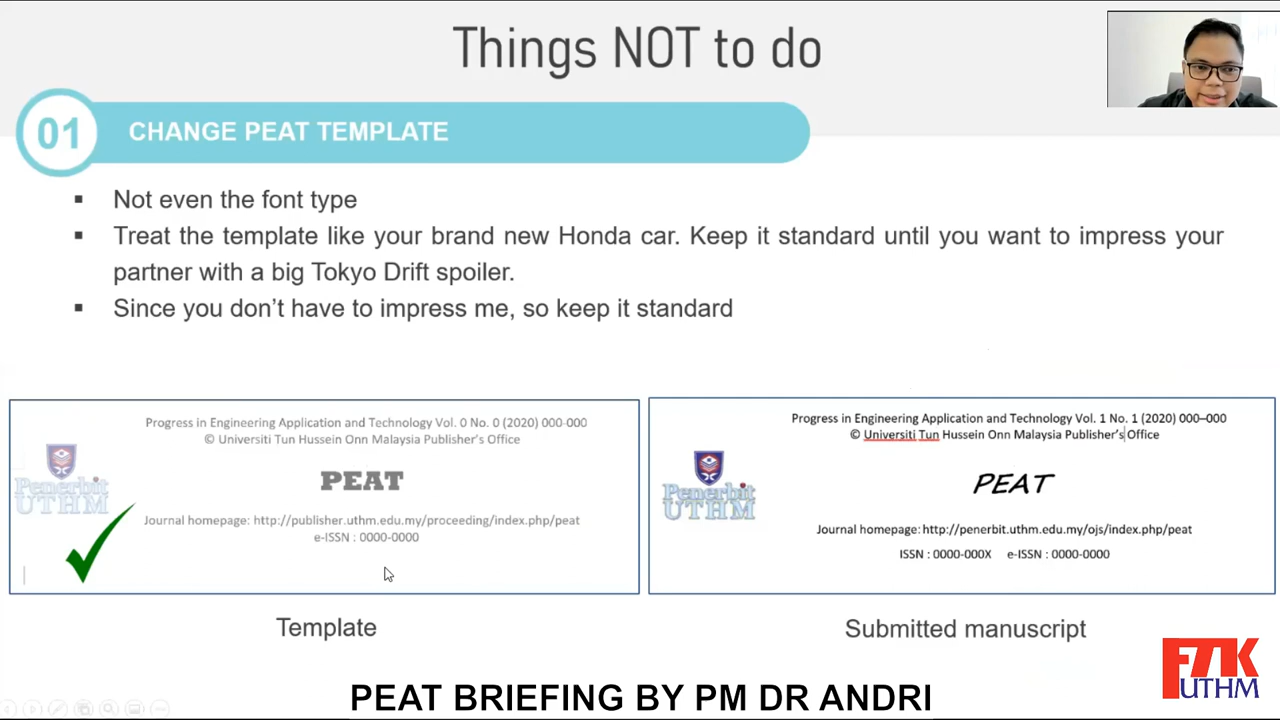 Things NOT to do
01 CHANGE PEAT TEMPLATE
▪ Not even the font type
▪ Treat the template like your brand new Honda car. Keep it standard until you want to impress your
partner with a big Tokyo Drift spoiler.
▪ Since you don’t have to impress me, so keep it standard
Progress in Engineering Application and Technology Vol. 0 No. 0 (2020) 000-000
© Universiti Tun Hussein Onn Malaysia Publisher’s Office
Penerbit
UTHM
PEAT
Journal homepage: http://publisher.uthm.edu.my/proceeding/index.php/peat
e-ISSN : 0000-0000
Template
Progress in Engineering Application and Technology Vol. 1 No. 1 (2020) 000–000
© Universiti Tun Hussein Onn Malaysia Publisher’s Office
Penerbit
UTHM
PEAT
Journal homepage: http://penerbit.uthm.edu.my/ojs/index.php/peat
ISSN : 0000-000X e-ISSN : 0000-0000
Submitted manuscript
FTK
UTHM
PEAT BRIEFING BY PM DR ANDRI